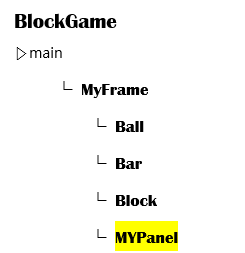 BlockGame
▷main
└ MyFrame
└ Ball
└ Bar
└ Block
└ MYPanel